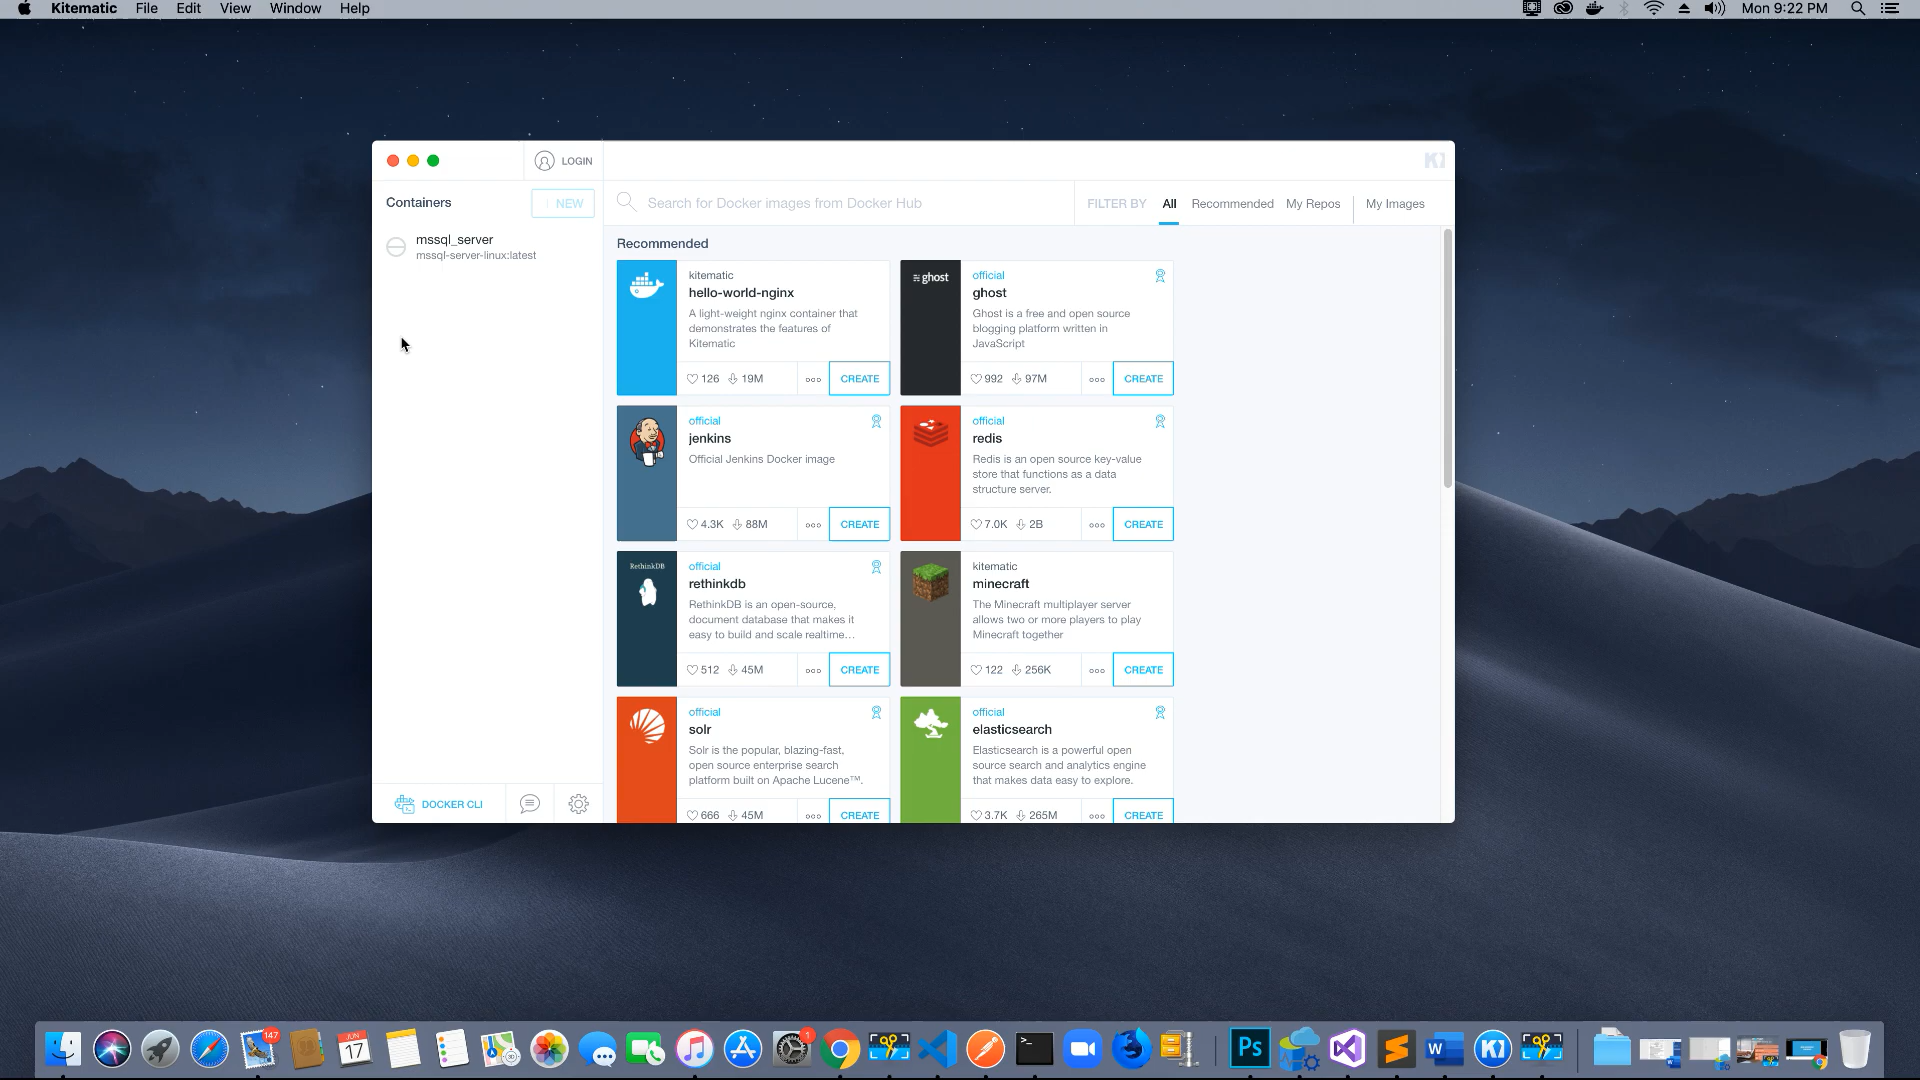 Kitematic File Edit View Window Help
Mon 9:22 PM
LOGIN
Containers
NEW
Search for Docker images from Docker Hub
FILTER BY All Recommended My Repos My Images
mssql_server
mssql-server-linux:latest
Recommended
kitematic
hello-world-nginx
A light-weight nginx container that
demonstrates the features of
Kitematic
126 19M
CREATE
ghost
official
ghost
Ghost is a free and open source
blogging platform written in
JavaScript
992 97M
CREATE
official
jenkins
Official Jenkins Docker image
4.3K 88M
CREATE
official
redis
Redis is an open source key-value
store that functions as a data
structure server.
7.0K 2B
CREATE
RethinkDB
official
rethinkdb
RethinkDB is an open-source,
document database that makes it
easy to build and scale realtime…
512 45M
CREATE
kitematic
minecraft
The Minecraft multiplayer server
allows two or more players to play
Minecraft together
122 256K
CREATE
official
solr
Solr is the popular, blazing-fast,
open source enterprise search
platform built on Apache Lucene™.
666 45M
CREATE
official
elasticsearch
Elasticsearch is a powerful open
source search and analytics engine
that makes data easy to explore.
3.7K 265M
CREATE
DOCKER CLI
147
JUN
17
3D
1
>_
Ps
W